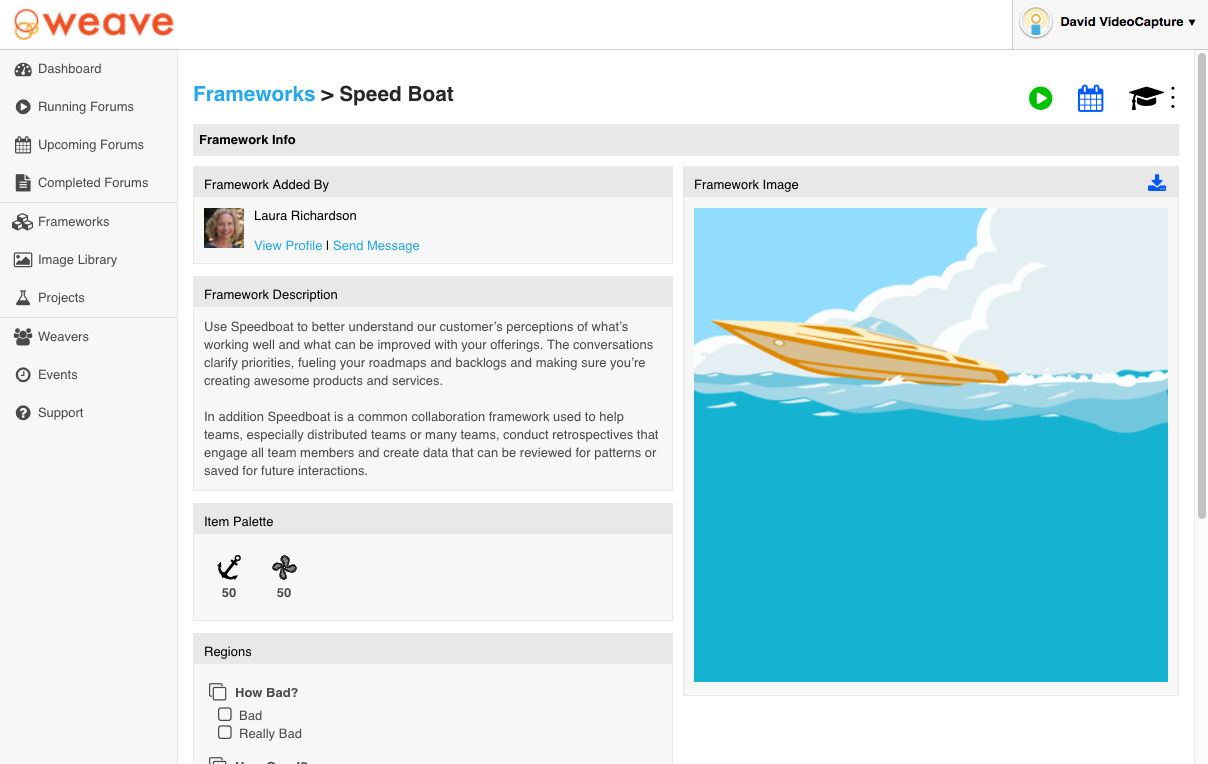 weave
David VideoCapture ▼
Dashboard
Running Forums
Upcoming Forums
Completed Forums
Frameworks
Image Library
Projects
Weavers
Events
Support
Frameworks > Speed Boat
Framework Info
Framework Added By
Laura Richardson
View Profile | Send Message
Framework Description
Use Speedboat to better understand our customer’s perceptions of what’s
working well and what can be improved with your offerings. The conversations
clarify priorities, fueling your roadmaps and backlogs and making sure you’re
creating awesome products and services.
In addition Speedboat is a common collaboration framework used to help
teams, especially distributed teams or many teams, conduct retrospectives that
engage all team members and create data that can be reviewed for patterns or
saved for future interactions.
Item Palette
50 50
Regions
How Bad?
Bad
Really Bad
Framework Image